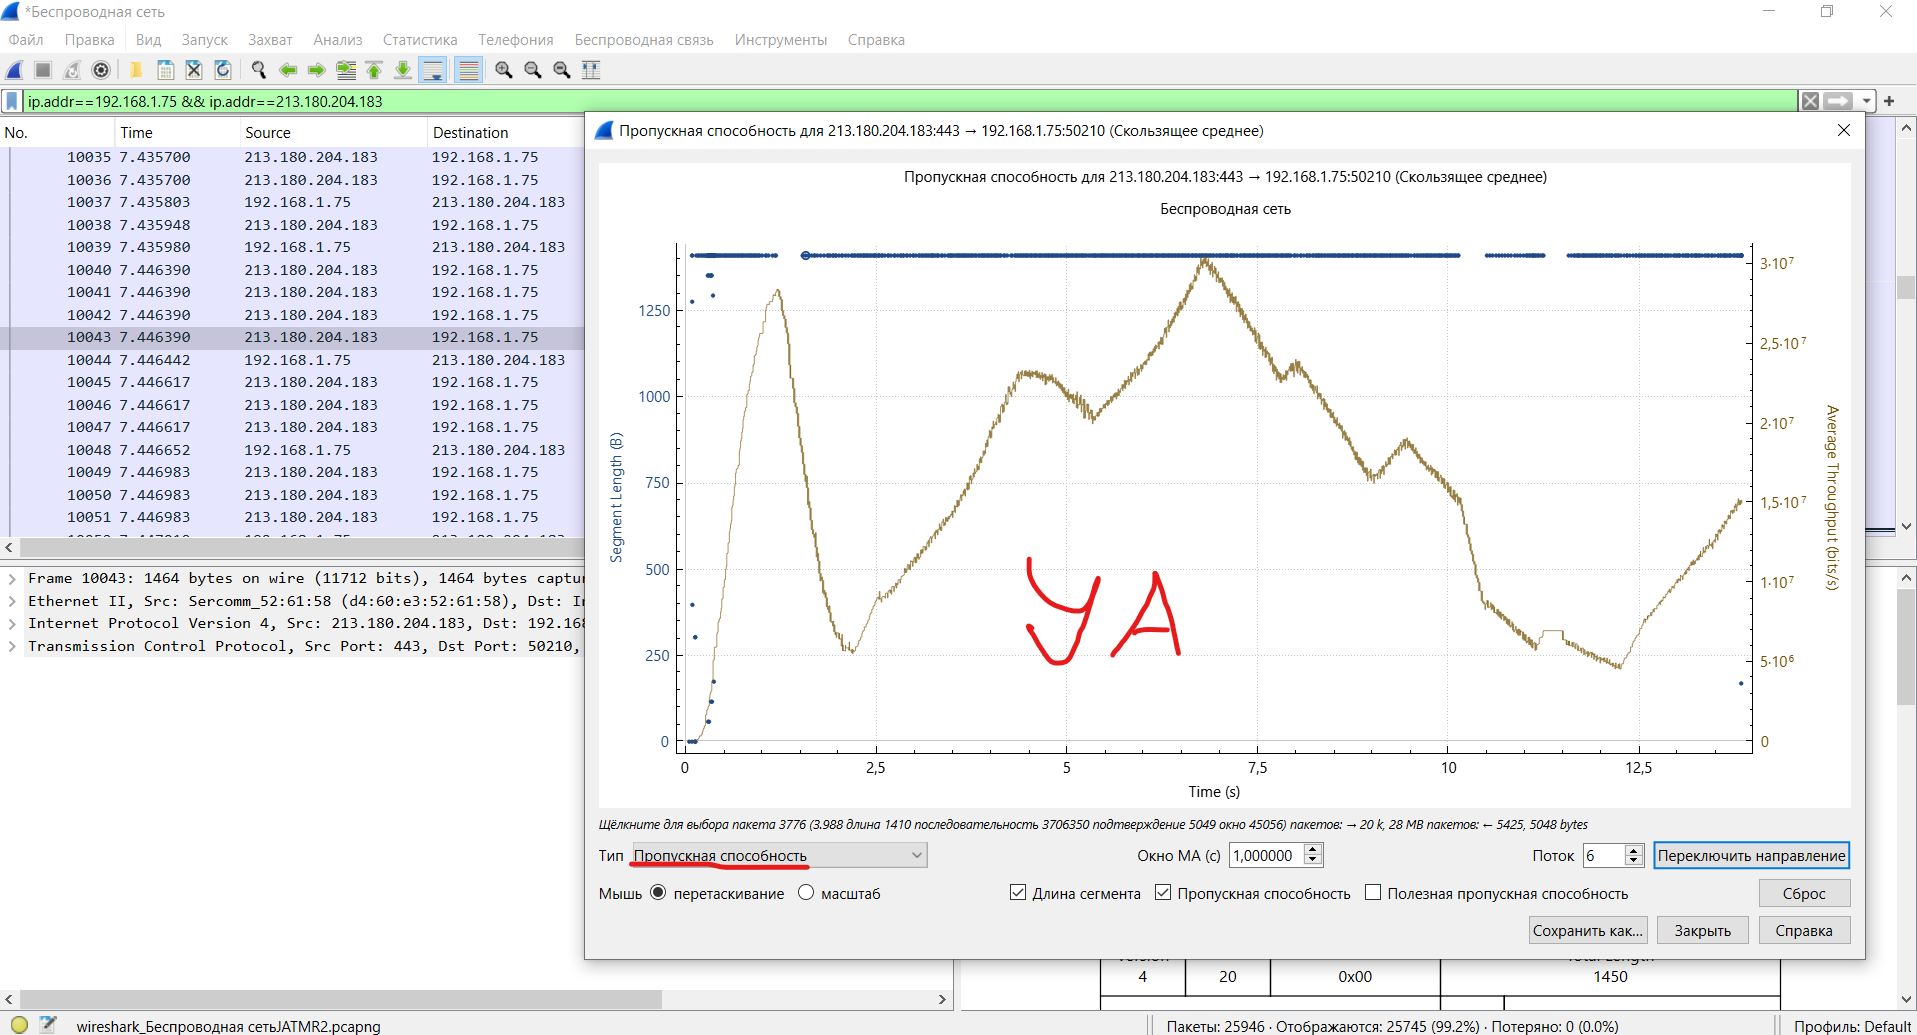 *Беспроводная сеть
Файл Правка Вид Запуск Захват Анализ Статистика Телефония Беспроводная связь Инструменты Справка
ip.addr==192.168.1.75 && ip.addr==213.180.204.183
No. Time Source Destination
10035 7.435700 213.180.204.183 192.168.1.75
10036 7.435700 213.180.204.183 192.168.1.75
10037 7.435803 192.168.1.75 213.180.204.183
10038 7.435948 213.180.204.183 192.168.1.75
10039 7.435980 192.168.1.75 213.180.204.183
10040 7.446390 213.180.204.183 192.168.1.75
10041 7.446390 213.180.204.183 192.168.1.75
10042 7.446390 213.180.204.183 192.168.1.75
10043 7.446390 213.180.204.183 192.168.1.75
10044 7.446442 192.168.1.75 213.180.204.183
10045 7.446617 213.180.204.183 192.168.1.75
10046 7.446617 213.180.204.183 192.168.1.75
10047 7.446617 213.180.204.183 192.168.1.75
10048 7.446652 192.168.1.75 213.180.204.183
10049 7.446983 213.180.204.183 192.168.1.75
10050 7.446983 213.180.204.183 192.168.1.75
10051 7.446983 213.180.204.183 192.168.1.75
Frame 10043: 1464 bytes on wire (11712 bits), 1464 bytes captur
Ethernet II, Src: Sercomm_52:61:58 (d4:60:e3:52:61:58), Dst: In
Internet Protocol Version 4, Src: 213.180.204.183, Dst: 192.168
Transmission Control Protocol, Src Port: 443, Dst Port: 50210,
Пропускная способность для 213.180.204.183:443 → 192.168.1.75:50210 (Скользящее среднее)
Пропускная способность для 213.180.204.183:443 → 192.168.1.75:50210 (Скользящее среднее)
Беспроводная сеть
Segment Length (B)
1250
1000
750
500
250
0
3·10⁷
2,5·10⁷
2·10⁷
1,5·10⁷
1·10⁷
5·10⁶
0
Average Throughput (bits/s)
УА
0 2,5 5 7,5 10 12,5
Time (s)
Щёлкните для выбора пакета 3776 (3.988 длина 1410 последовательность 3706350 подтверждение 5049 окно 45056) пакетов: → 20 k, 28 MB пакетов: ← 5425, 5048 bytes
Тип Пропускная способность Окно MA (с) 1,000000 Поток 6 Переключить направление
Мышь перетаскивание масштаб Длина сегмента Пропускная способность Полезная пропускная способность Сброс
Сохранить как... Закрыть Справка
4 20 0x00 1450
wireshark_Беспроводная сетьJATMR2.pcapng Пакеты: 25946 · Отображаются: 25745 (99.2%) · Потеряно: 0 (0.0%) Профиль: Default